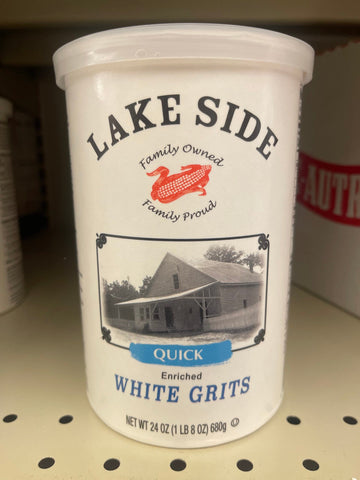 LAKE SIDE
Family Owned
Family Proud
QUICK
Enriched
WHITE GRITS
NET WT 24 OZ (1 LB 8 OZ) 680g
-AUTH